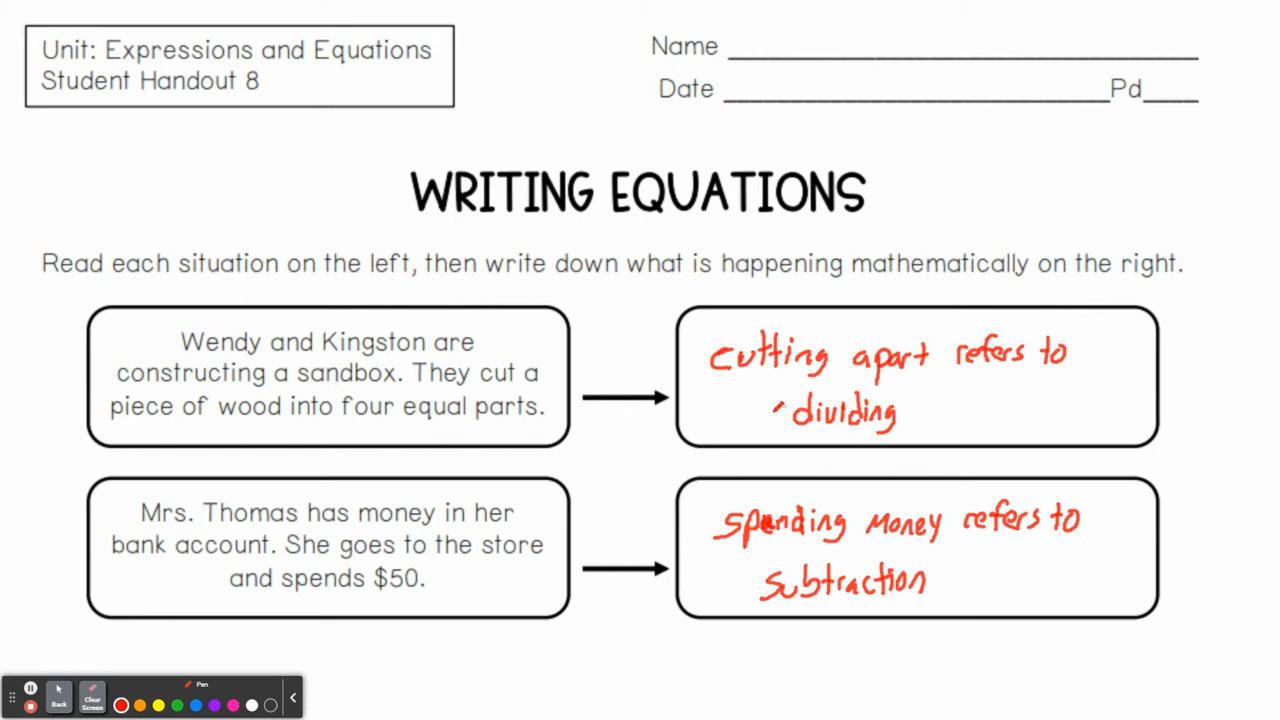 Unit: Expressions and Equations
Student Handout 8
Name
Date Pd
WRITING EQUATIONS
Read each situation on the left, then write down what is happening mathematically on the right.
Wendy and Kingston are
constructing a sandbox. They cut a
piece of wood into four equal parts.
cutting apart refers to
dividing
Mrs. Thomas has money in her
bank account. She goes to the store
and spends $50.
spending money refers to
subtraction
Pen
Back
Clear
Screen